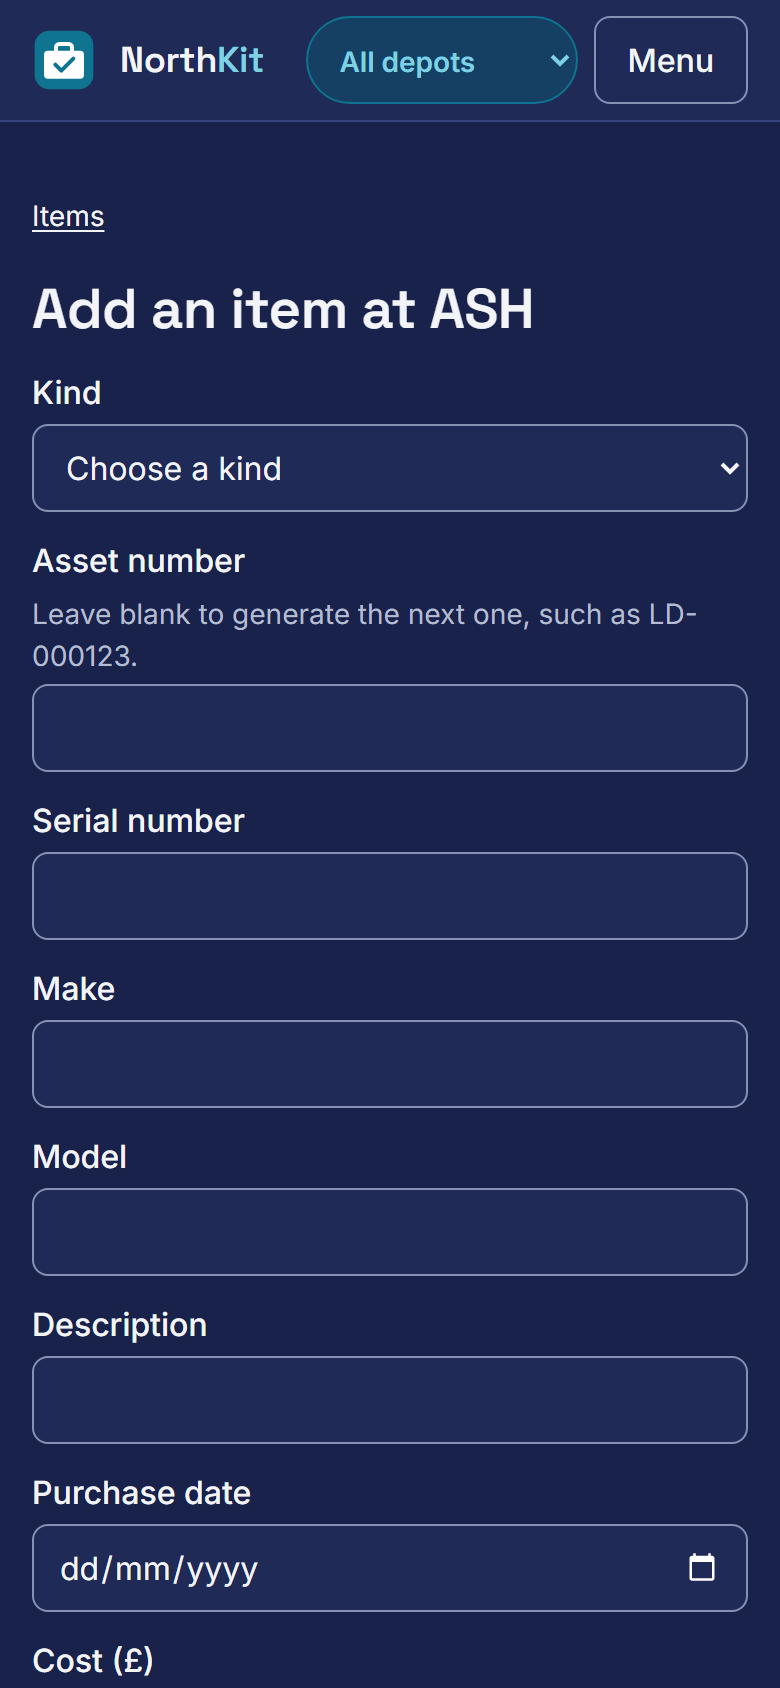 NorthKit
All depots
Menu
Items
Add an item at ASH
Kind
Choose a kind
Asset number
Leave blank to generate the next one, such as LD-
000123.
Serial number
Make
Model
Description
Purchase date
dd/mm/yyyy
Cost (£)